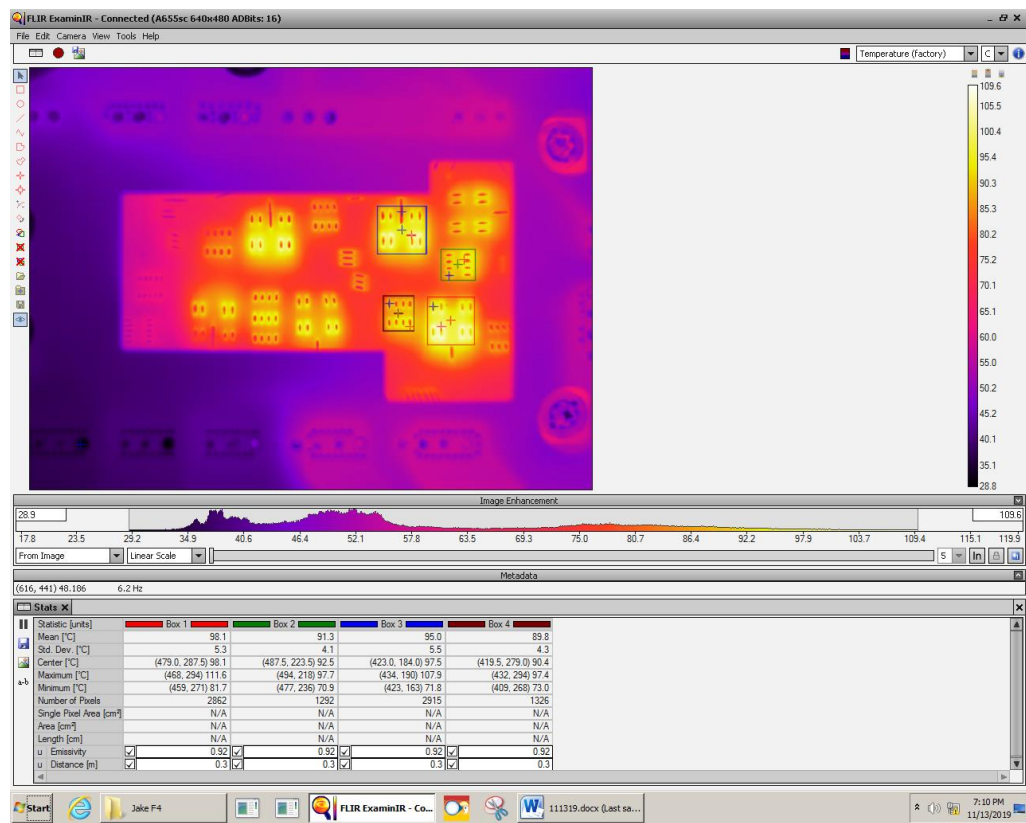 FLIR ExaminIR - Connected (A655sc 640x480 ADBits: 16)
File Edit Camera View Tools Help
Temperature (factory) C
109.6
105.5
100.4
95.4
90.3
85.3
80.2
75.2
70.1
65.1
60.0
55.0
50.2
45.2
40.1
35.1
28.8
Image Enhancement
28.9 109.6
17.8 23.5 29.2 34.9 40.6 46.4 52.1 57.8 63.5 69.3 75.0 80.7 86.4 92.2 97.9 103.7 109.4 115.1 119.9
From Image Linear Scale 5 In
Metadata
(616, 441) 48.186 6.2 Hz
Stats X
Statistic [units] Box 1 Box 2 Box 3 Box 4
Mean [°C] 98.1 91.3 95.0 89.8
Std. Dev. [°C] 5.3 4.1 5.5 4.3
Center [°C] (479.0, 287.5) 98.1 (487.5, 223.5) 92.5 (423.0, 184.0) 97.5 (419.5, 279.0) 90.4
Maximum [°C] (468, 294) 111.6 (494, 218) 97.7 (434, 190) 107.9 (432, 294) 97.4
Minimum [°C] (459, 271) 81.7 (477, 236) 70.9 (423, 163) 71.8 (409, 268) 73.0
Number of Pixels 2862 1292 2915 1326
Single Pixel Area [cm²] N/A N/A N/A N/A
Area [cm²] N/A N/A N/A N/A
Length [cm] N/A N/A N/A N/A
u Emissivity 0.92 0.92 0.92 0.92
u Distance [m] 0.3 0.3 0.3 0.3
a-b
Start Jake F4 FLIR ExaminIR - Co... 111319.docx (Last sa... 7:10 PM
11/13/2019